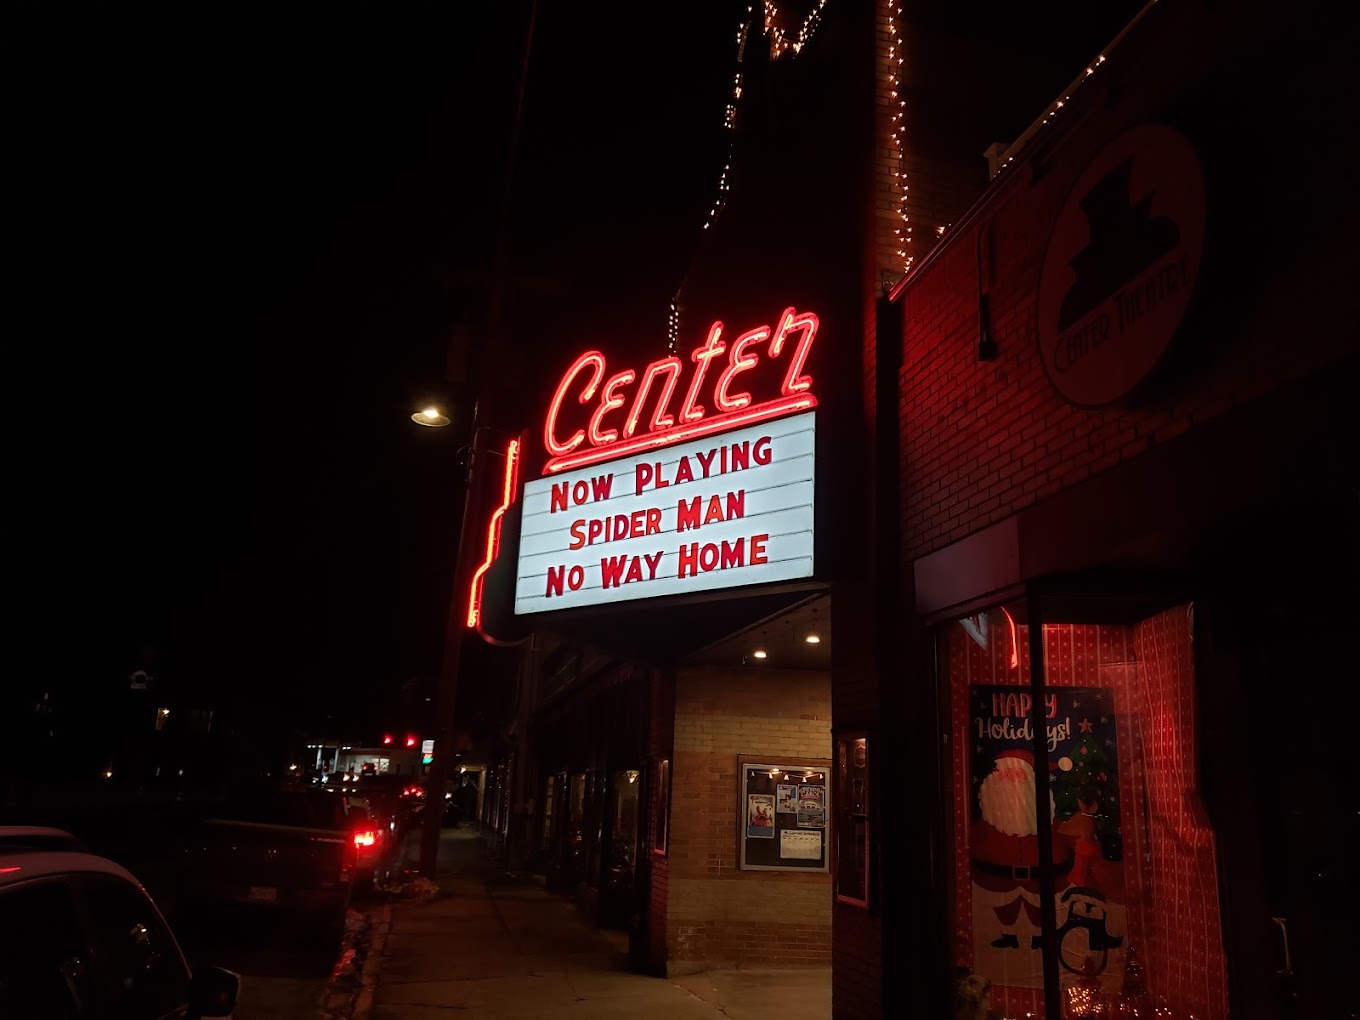 Center
Now Playing
Spider Man
No Way Home
Center Theatre
Happy
Holidays!